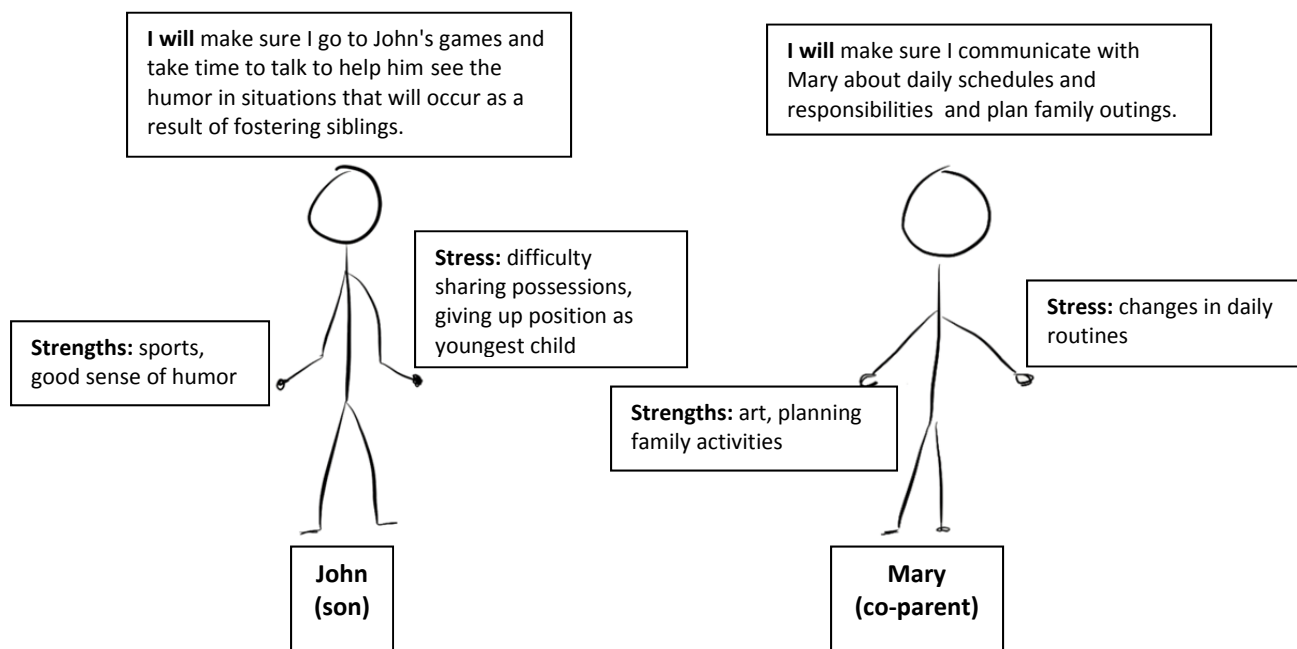 I will make sure I go to John's games and
take time to talk to help him see the
humor in situations that will occur as a
result of fostering siblings.
I will make sure I communicate with
Mary about daily schedules and
responsibilities and plan family outings.
Strengths: sports,
good sense of humor
Stress: difficulty
sharing possessions,
giving up position as
youngest child
Strengths: art, planning
family activities
Stress: changes in daily
routines
John
(son)
Mary
(co-parent)